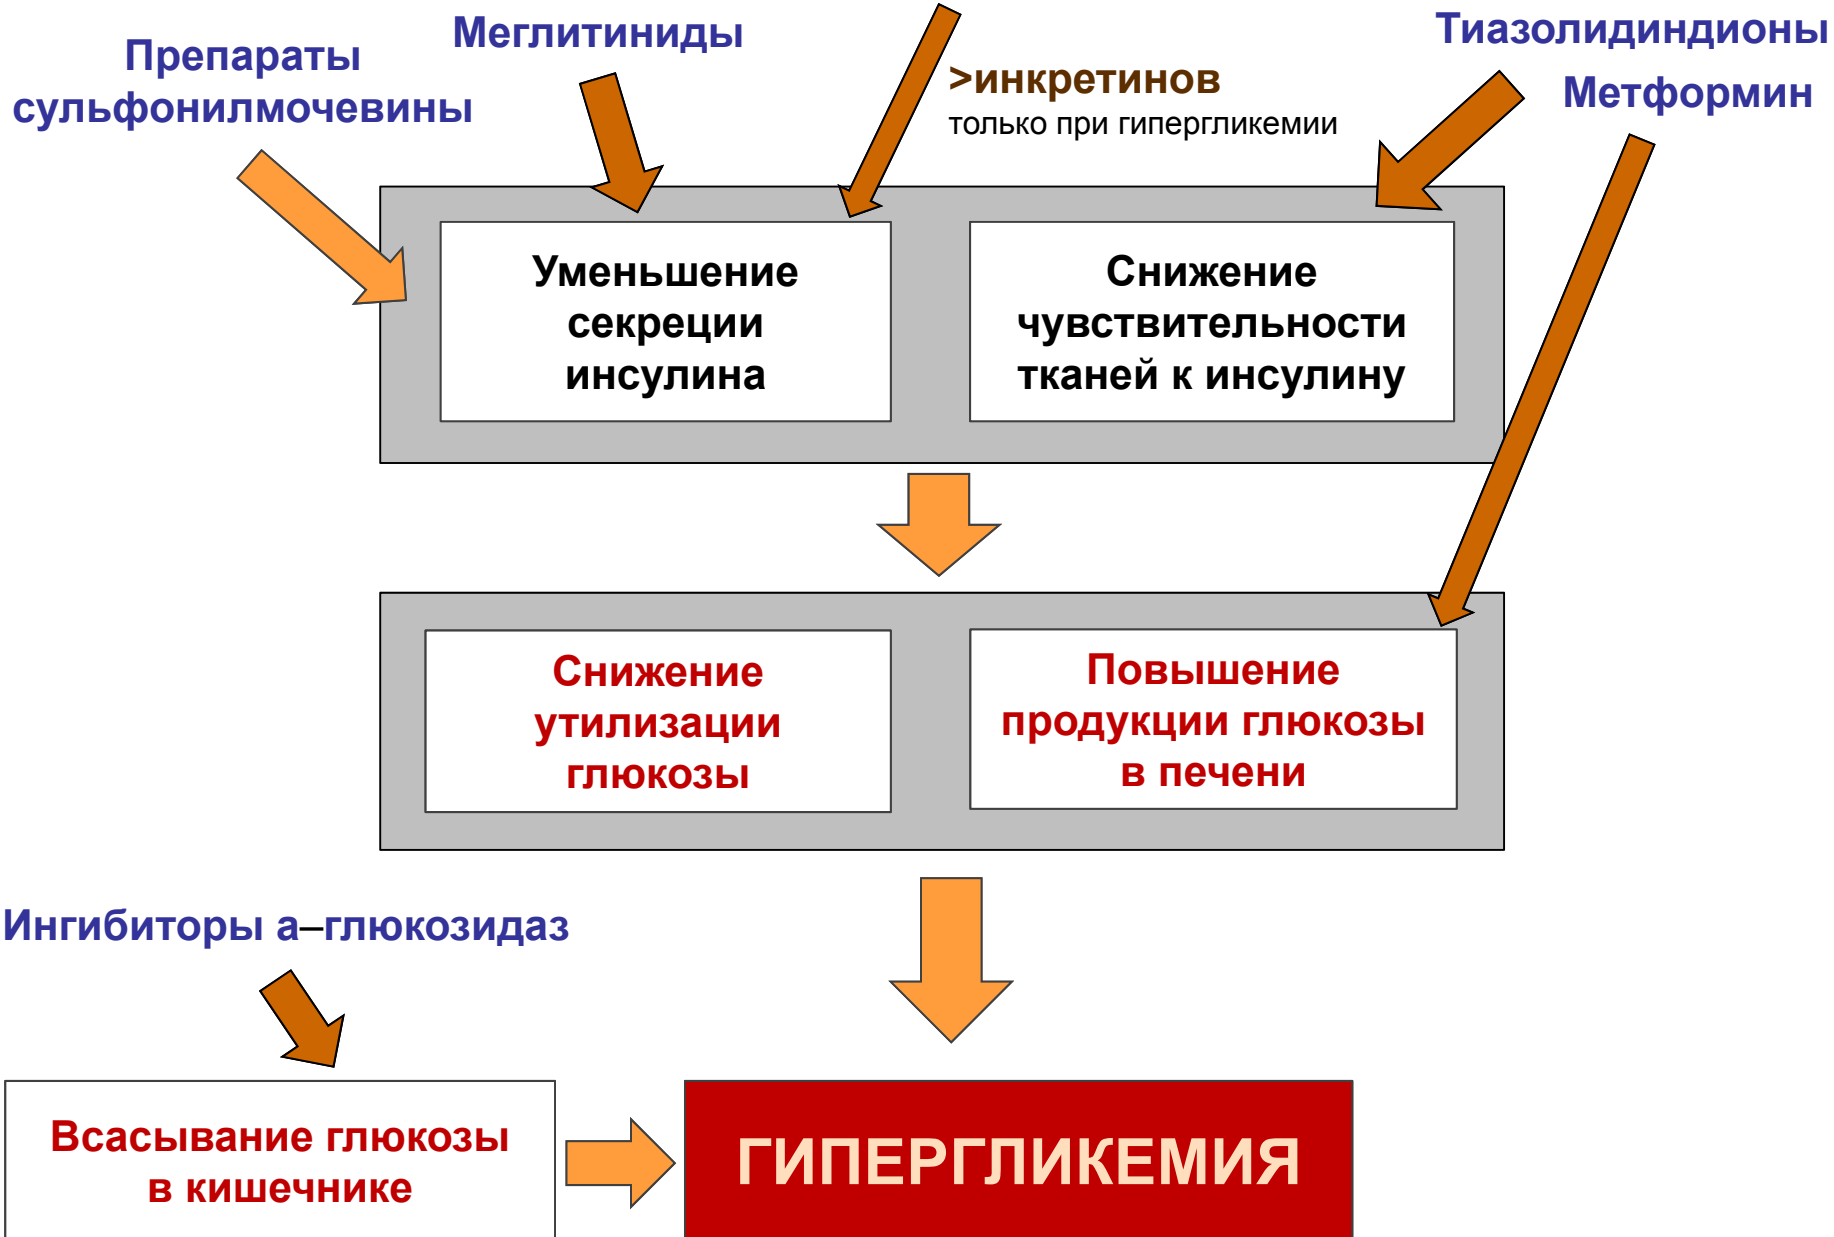 Препараты
сульфонилмочевины
Меглитиниды
>инкретинов
только при гипергликемии
Тиазолидиндионы
Метформин
Уменьшение
секреции
инсулина
Снижение
чувствительности
тканей к инсулину
Снижение
утилизации
глюкозы
Повышение
продукции глюкозы
в печени
Ингибиторы а–глюкозидаз
Всасывание глюкозы
в кишечнике
ГИПЕРГЛИКЕМИЯ